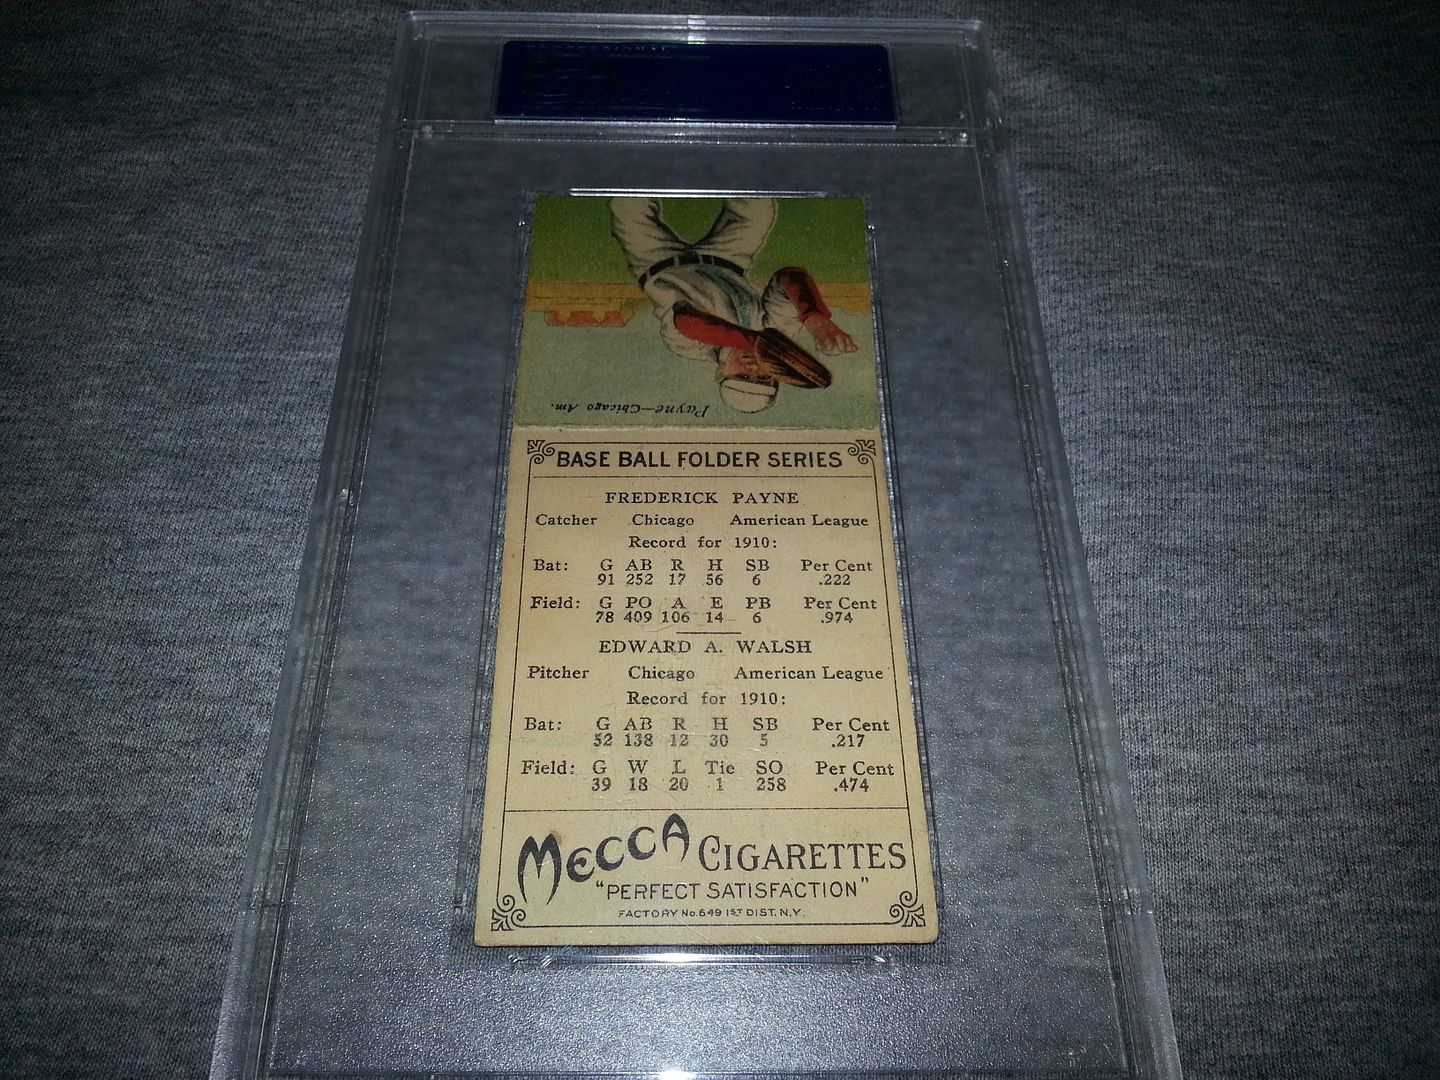 PROFESSIONAL
Payne—Chicago Am.
BASE BALL FOLDER SERIES
FREDERICK PAYNE
Catcher Chicago American League
Record for 1910:
Bat: G AB R H SB Per Cent
91 252 17 56 6 .222
Field: G PO A E PB Per Cent
78 409 106 14 6 .974
EDWARD A. WALSH
Pitcher Chicago American League
Record for 1910:
Bat: G AB R H SB Per Cent
52 138 12 30 5 .217
Field: G W L Tie SO Per Cent
39 18 20 1 258 .474
MECCA CIGARETTES
"PERFECT SATISFACTION"
FACTORY No. 649 1ST DIST. N.Y.